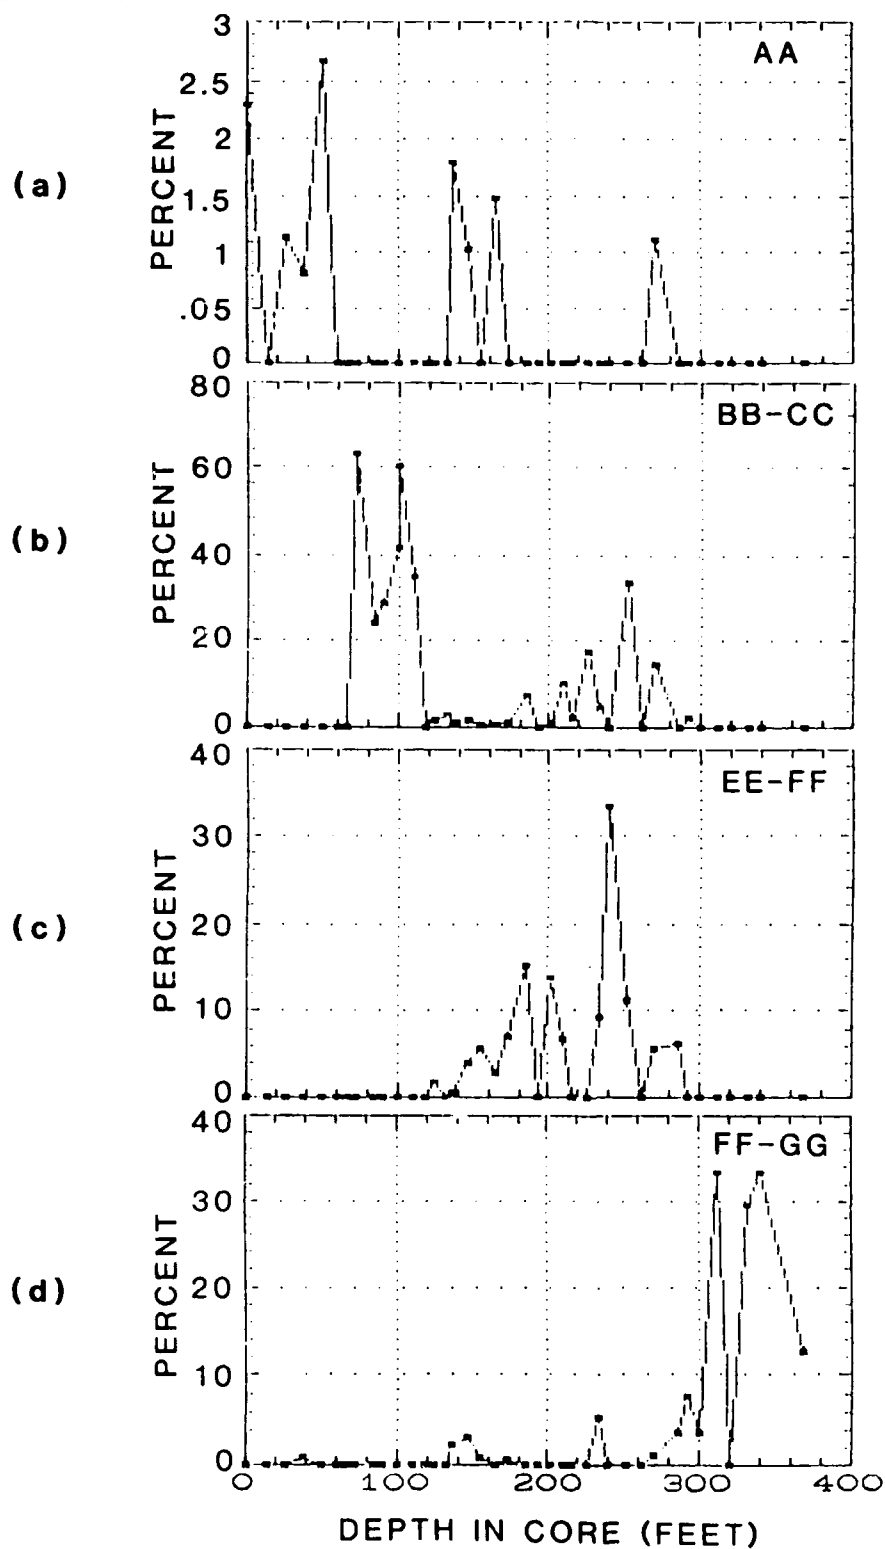 (a)
PERCENT
3
2.5
2
1.5
1
.05
0
AA
(b)
PERCENT
80
60
40
20
0
BB-CC
(c)
PERCENT
40
30
20
10
0
EE-FF
(d)
PERCENT
40
30
20
10
0
FF-GG
0 100 200 300 400
DEPTH IN CORE (FEET)